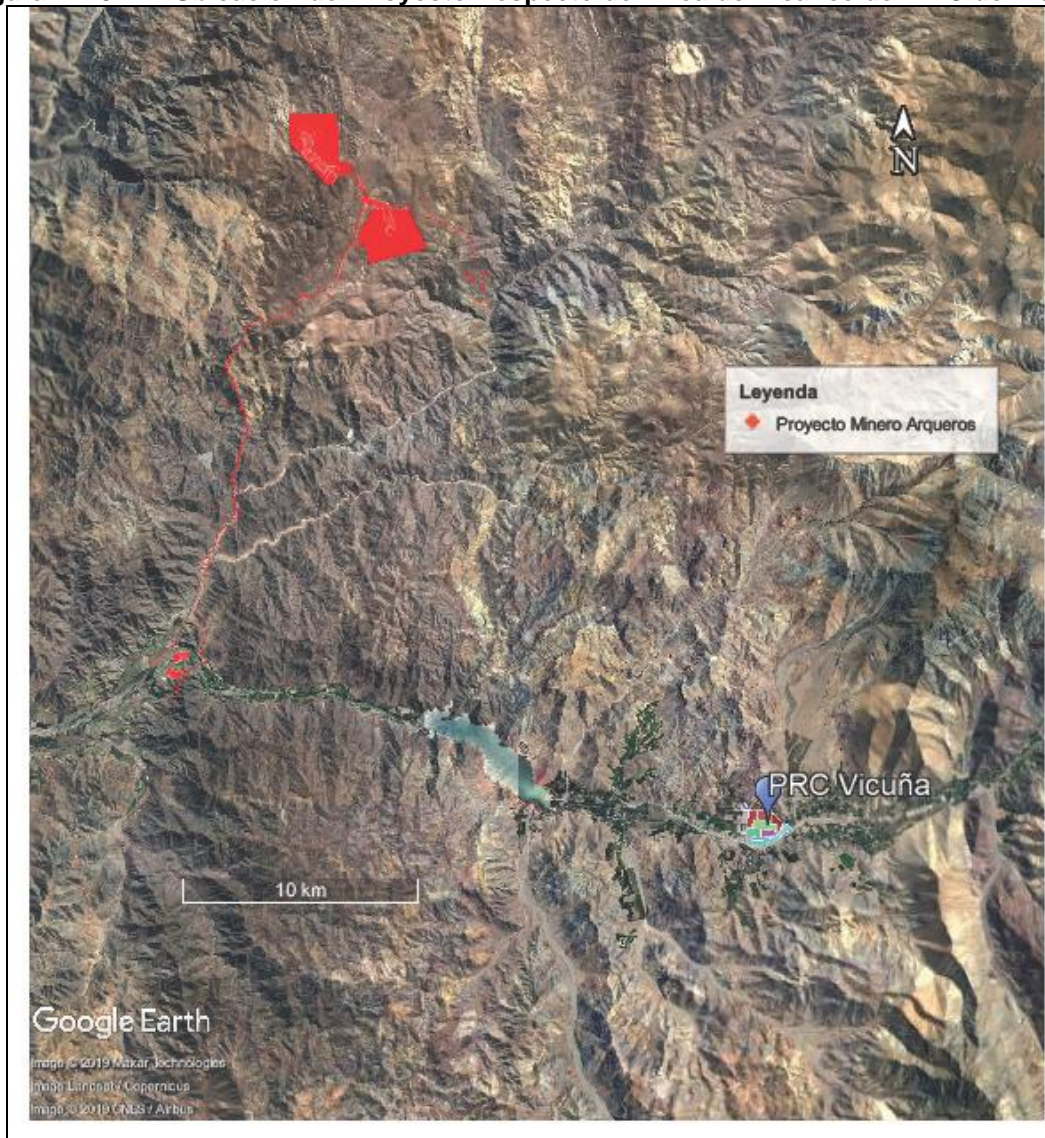 Leyenda
Proyecto Minero Arqueros
N
PRC Vicuña
10 km
Google Earth
Image © 2019 Maxar Technologies
Image Landsat / Copernicus
Image © 2019 CNES / Airbus